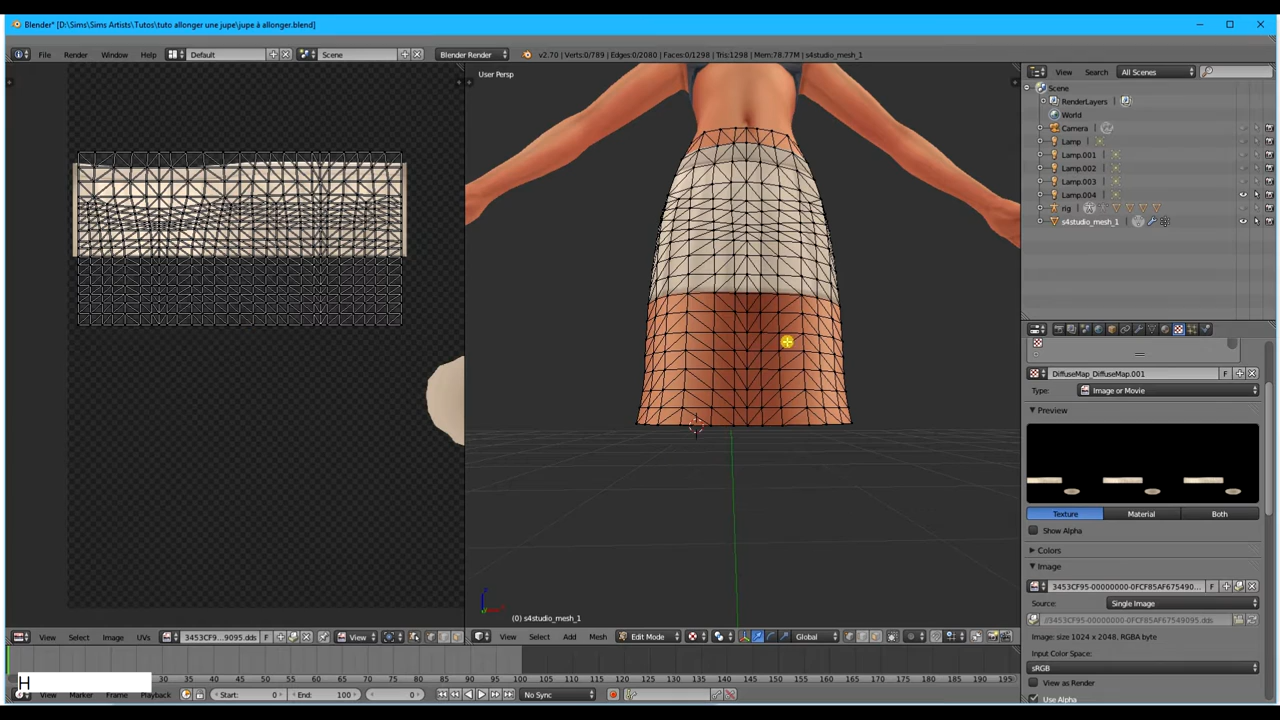 Blender* [D:\Sims\Sims Artists\Tutos\tuto allonger une jupe\jupe à allonger.blend]
File Render Window Help Default Scene Blender Render v2.70 | Verts:0/789 | Edges:0/2080 | Faces:0/1298 | Tris:1298 | Mem:78.77M | s4studio_mesh_1
View Search All Scenes
User Persp
Scene
RenderLayers
World
Camera
Lamp
Lamp.001
Lamp.002
Lamp.003
Lamp.004
rig
s4studio_mesh_1
DiffuseMap_DiffuseMap.001 F
Type: Image or Movie
Preview
Texture Material Both
Show Alpha
Colors
Image
3453CF95-00000000-0FCF85AF675490... F
Source: Single Image
//3453CF95-00000000-0FCF85AF675490...9095.dds
Image: size 1024 x 2048, RGBA byte
Input Color Space:
sRGB
View as Render
Use Alpha
(0) s4studio_mesh_1
View Select Image UVs 3453CF9...9095.dds F View
View Select Add Mesh Edit Mode Global
H
30 35 40 45 50 55 60 65 70 75 80 85 90 95 100 105 110 115 120 125 130 135 140 145 150 155 160 165 170 175 180 185 190 195
View Marker Frame Playback Start: 0 End: 100 0 No Sync